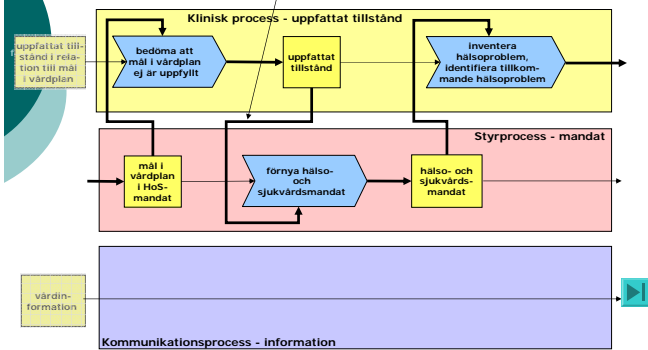 Klinisk process - uppfattat tillstånd
uppfattat till-
stånd i rela-
tion till mål
i vårdplan
bedöma att
mål i vårdplan
ej är uppfyllt
uppfattat
tillstånd
inventera
hälsoproblem,
identifiera tillkom-
mande hälsoproblem
Styrprocess - mandat
mål i
vårdplan
i HoS-
mandat
förnya hälso-
och
sjukvårdsmandat
hälso- och
sjukvårds-
mandat
vårdin-
formation
Kommunikationsprocess - information